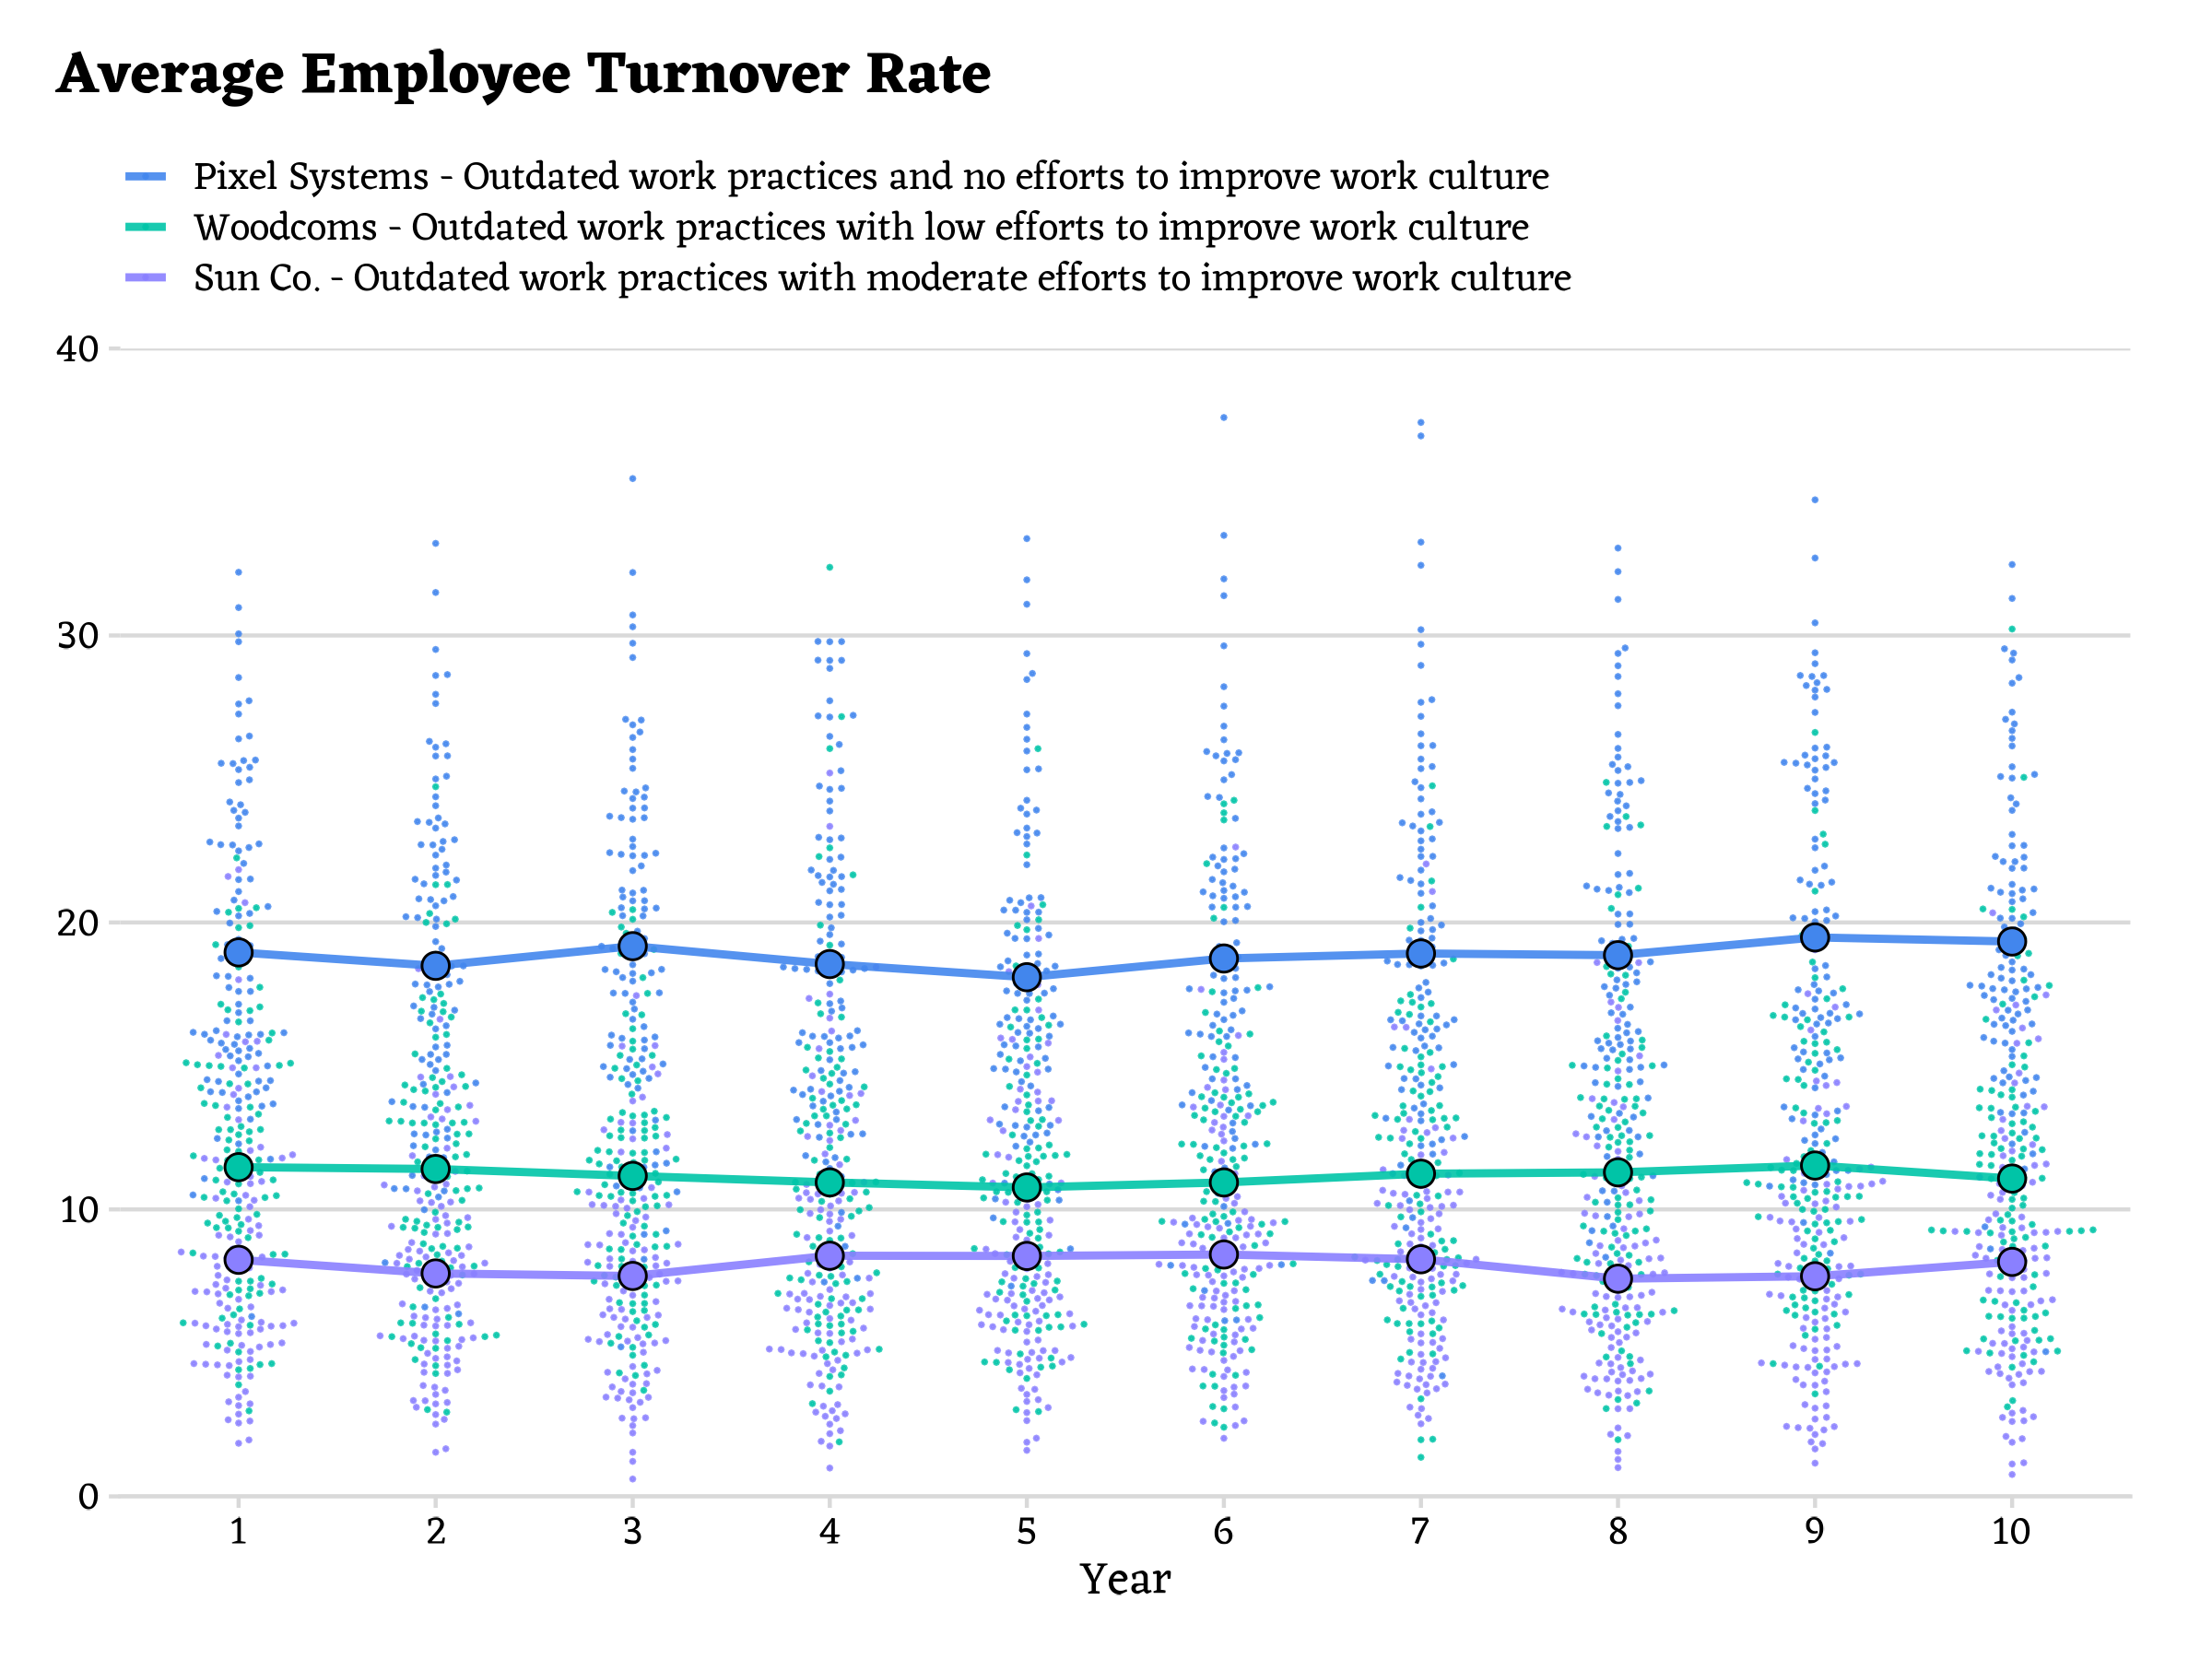 Average Employee Turnover Rate
Pixel Systems - Outdated work practices and no efforts to improve work culture
Woodcoms - Outdated work practices with low efforts to improve work culture
Sun Co. - Outdated work practices with moderate efforts to improve work culture
40
30
20
10
0
1 2 3 4 5 6 7 8 9 10
Year